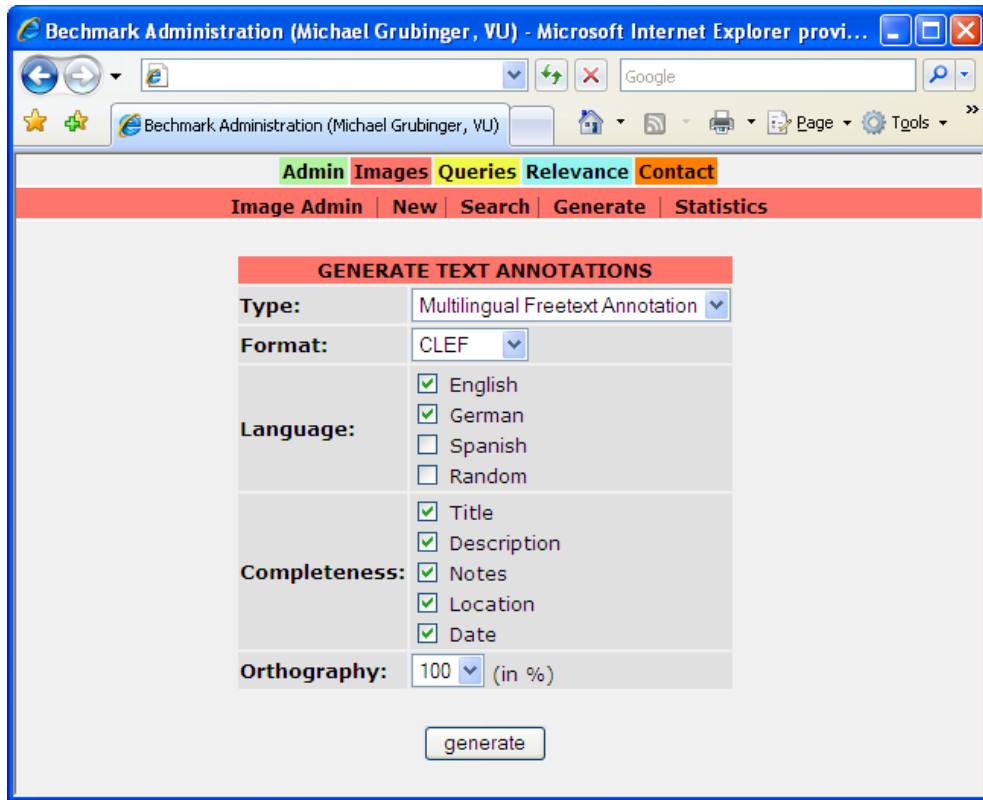 Bechmark Administration (Michael Grubinger, VU) - Microsoft Internet Explorer provi...
Google
Bechmark Administration (Michael Grubinger, VU)
Page
Tools
»
Admin Images Queries Relevance Contact
Image Admin | New | Search | Generate | Statistics
GENERATE TEXT ANNOTATIONS
Type: Multilingual Freetext Annotation
Format: CLEF
Language:
English
German
Spanish
Random
Completeness:
Title
Description
Notes
Location
Date
Orthography: 100 (in %)
generate